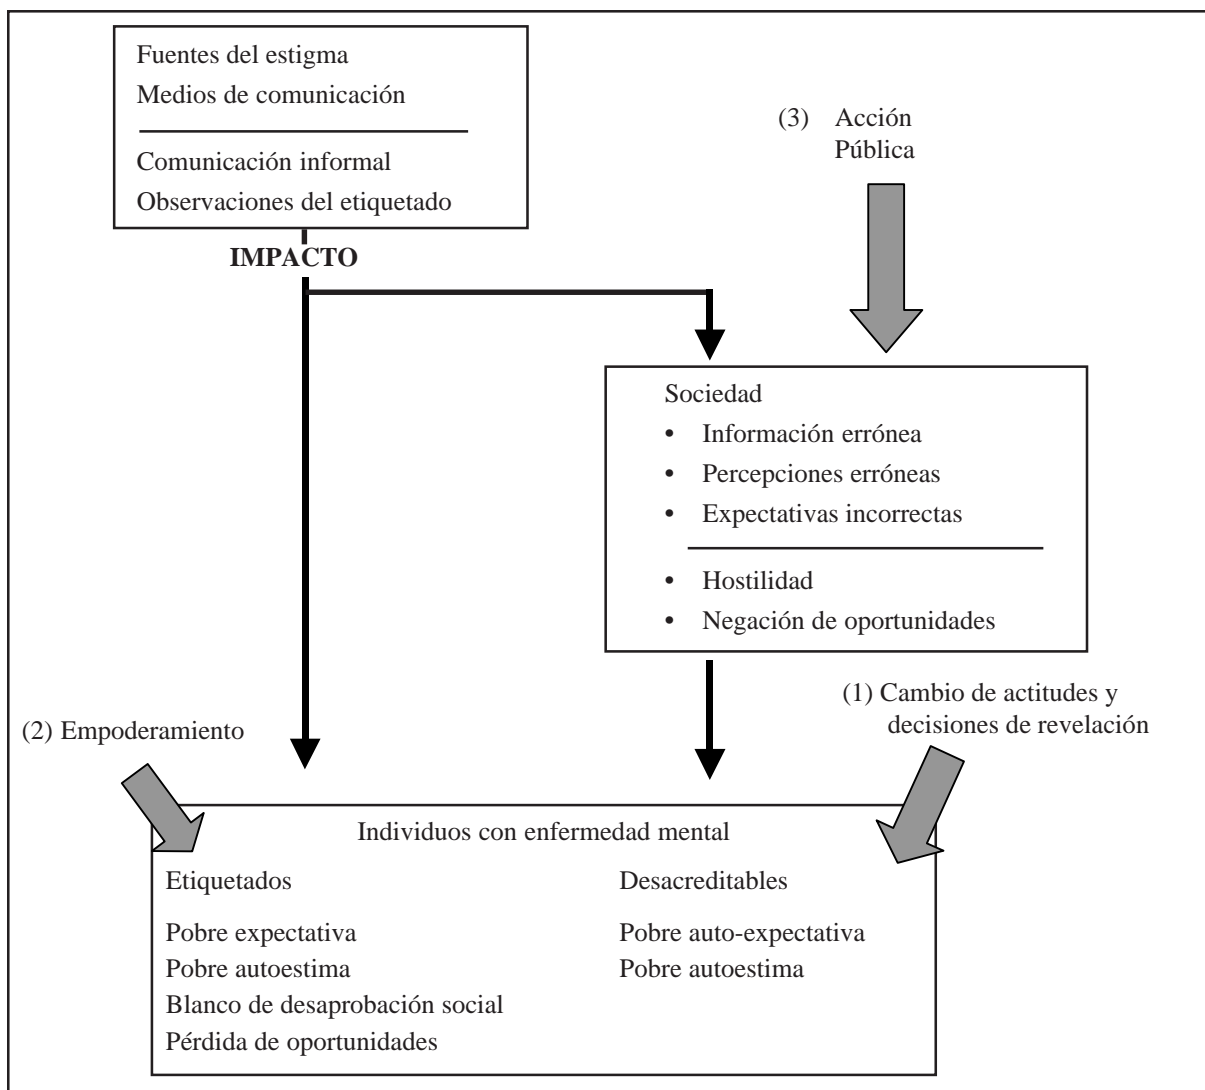 Fuentes del estigma
Medios de comunicación
Comunicación informal
Observaciones del etiquetado
IMPACTO
(3) Acción
Pública
Sociedad
• Información errónea
• Percepciones erróneas
• Expectativas incorrectas
• Hostilidad
• Negación de oportunidades
(1) Cambio de actitudes y
decisiones de revelación
(2) Empoderamiento
Individuos con enfermedad mental
Etiquetados
Pobre expectativa
Pobre autoestima
Blanco de desaprobación social
Pérdida de oportunidades
Desacreditables
Pobre auto-expectativa
Pobre autoestima